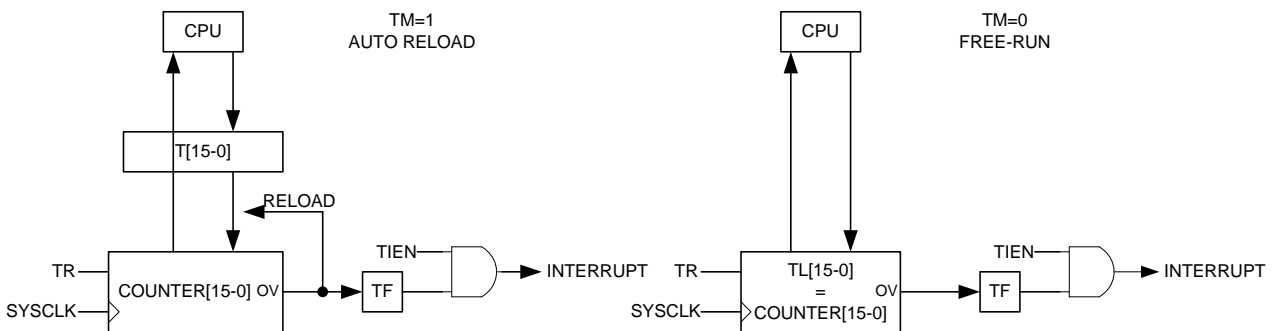 CPU
TM=1
AUTO RELOAD
T[15-0]
RELOAD
TR
SYSCLK
COUNTER[15-0]
OV
TF
TIEN
INTERRUPT
CPU
TM=0
FREE-RUN
TR
SYSCLK
TL[15-0]
=
COUNTER[15-0]
OV
TF
TIEN
INTERRUPT